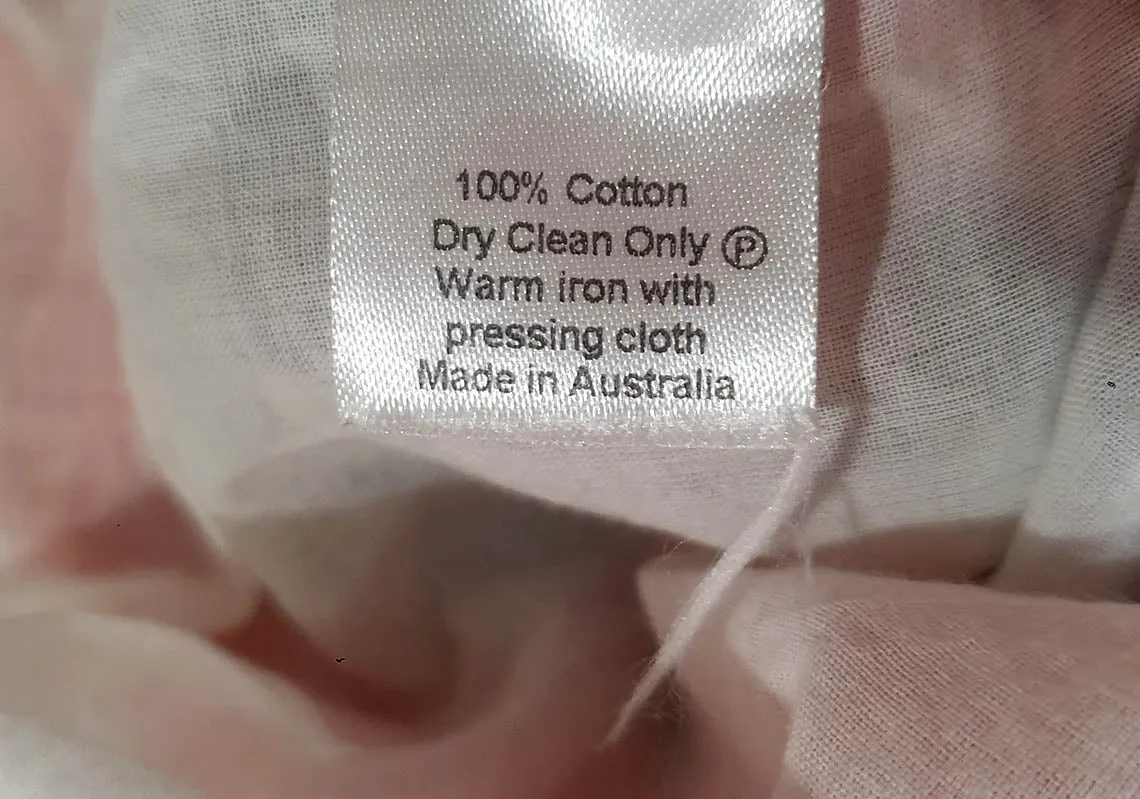 100% Cotton
Dry Clean Only Ⓟ
Warm iron with
pressing cloth
Made in Australia